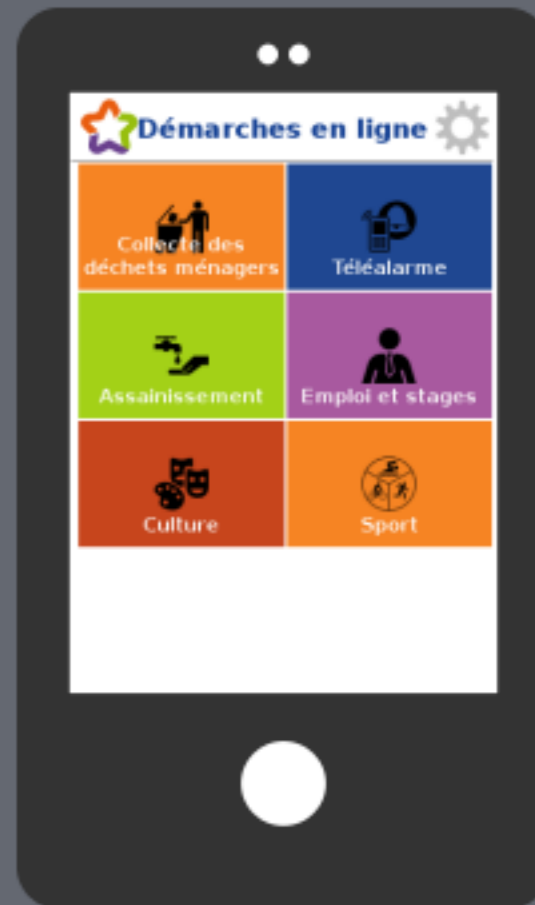 Démarches en ligne
Collecte des
déchets ménagers
Téléalarme
Assainissement
Emploi et stages
Culture
Sport